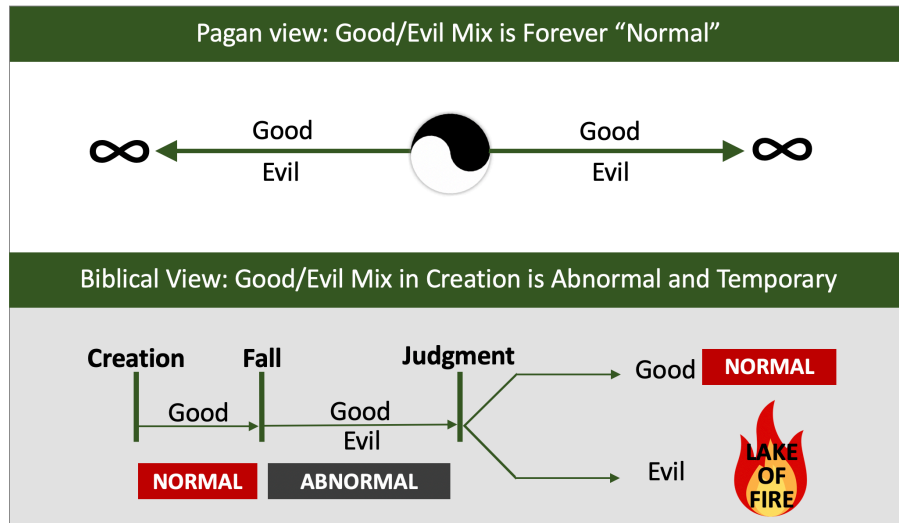 Pagan view: Good/Evil Mix is Forever “Normal”
∞ Good Good ∞
Evil Evil
Biblical View: Good/Evil Mix in Creation is Abnormal and Temporary
Creation Fall Judgment
Good NORMAL
Good Good
Evil
NORMAL ABNORMAL
Evil
LAKE
OF
FIRE